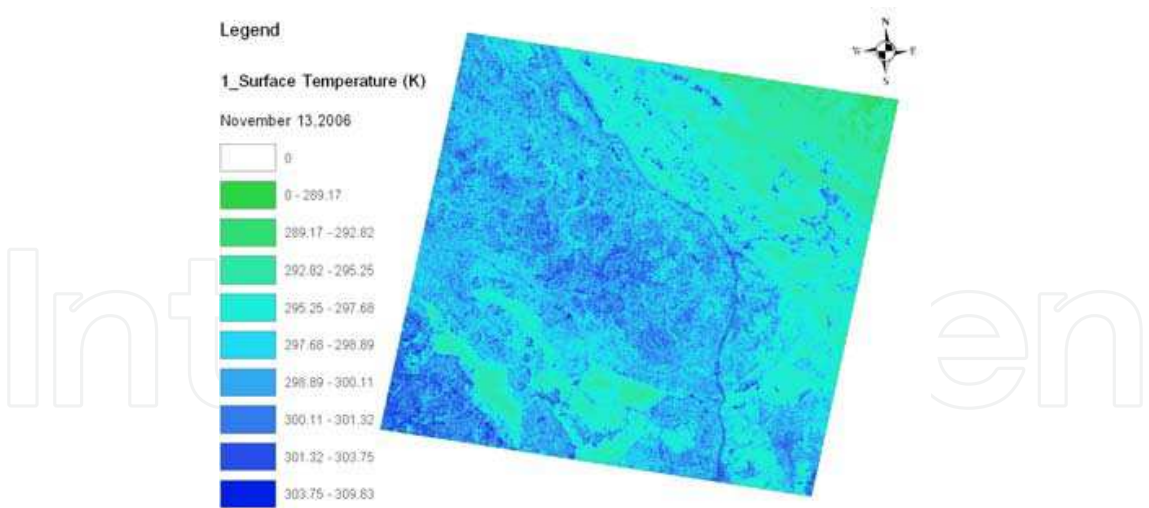 Legend
1_Surface Temperature (K)
November 13,2006
0
0 - 289.17
289.17 - 292.82
292.82 - 295.25
295.25 - 297.68
297.68 - 298.89
298.89 - 300.11
300.11 - 301.32
301.32 - 303.75
303.75 - 309.83
N
W
E
S
Int
en